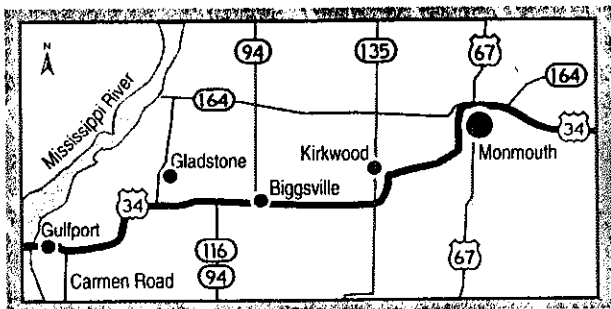 N
94
135
67
164
164
Mississippi River
34
Gladstone
Kirkwood
Monmouth
34
Biggsville
Gulfport
116
94
67
Carmen Road